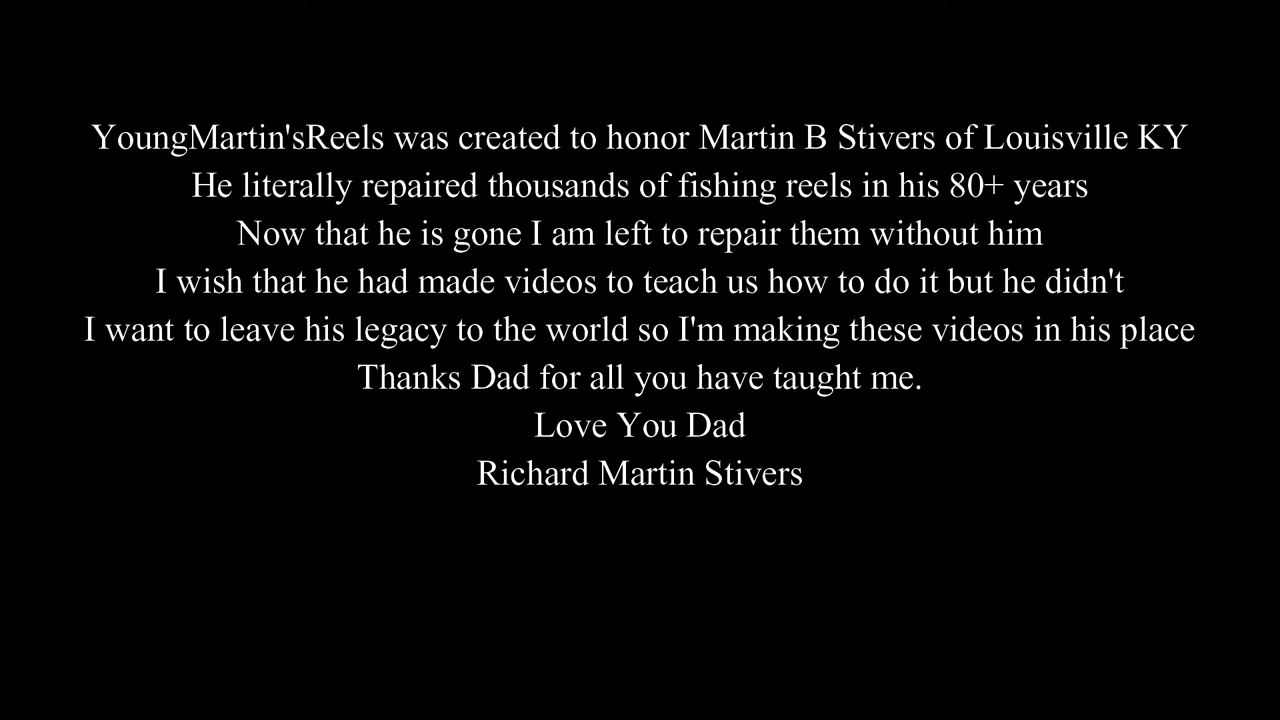 YoungMartin'sReels was created to honor Martin B Stivers of Louisville KY
He literally repaired thousands of fishing reels in his 80+ years
Now that he is gone I am left to repair them without him
I wish that he had made videos to teach us how to do it but he didn't
I want to leave his legacy to the world so I'm making these videos in his place
Thanks Dad for all you have taught me.
Love You Dad
Richard Martin Stivers